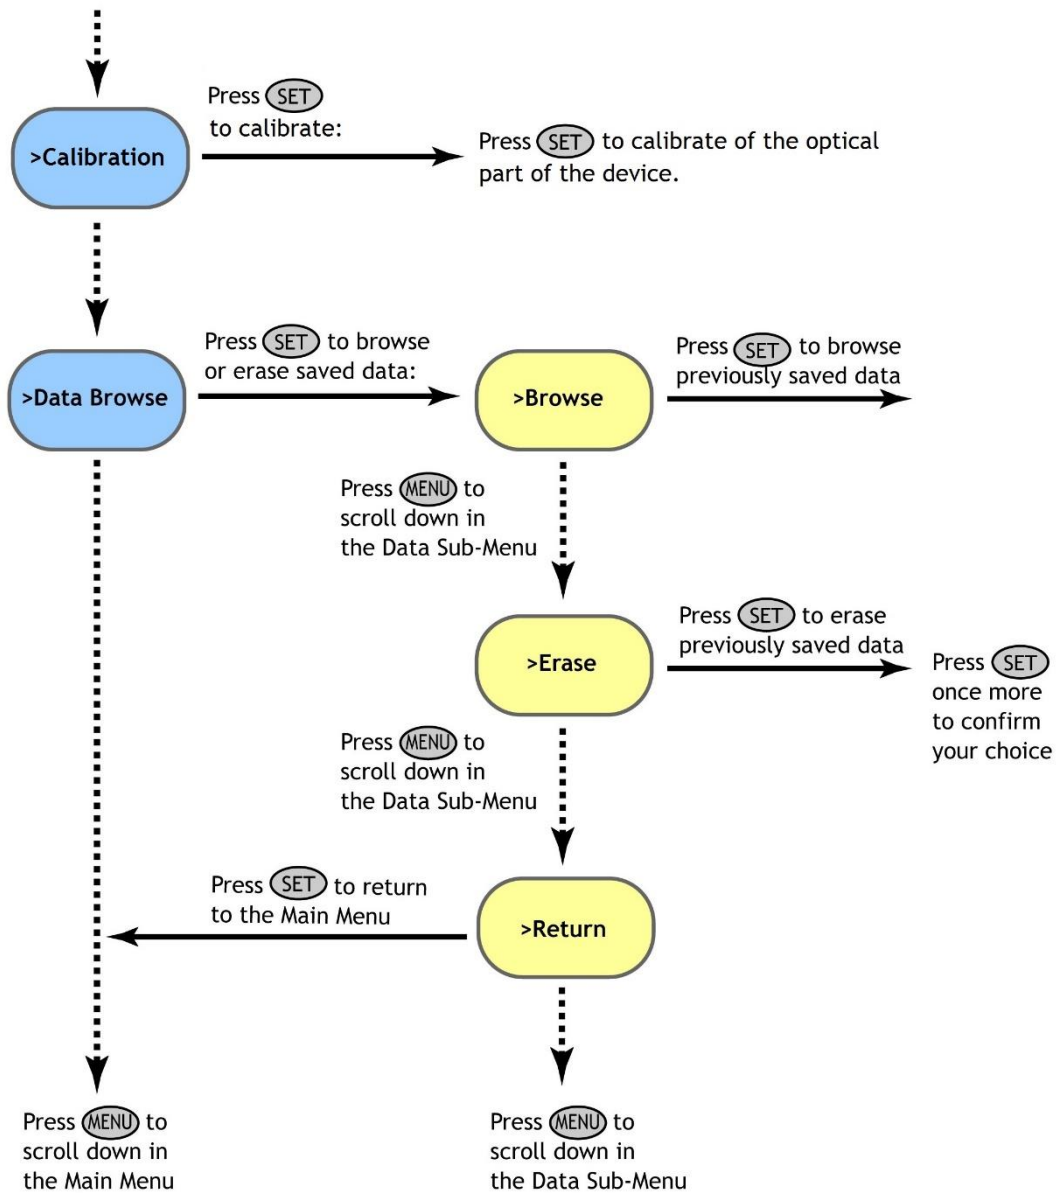 Press SET
to calibrate:
>Calibration
Press SET to calibrate of the optical
part of the device.
Press SET to browse
or erase saved data:
>Data Browse
>Browse
Press SET to browse
previously saved data
Press MENU to
scroll down in
the Data Sub-Menu
>Erase
Press SET to erase
previously saved data
Press SET
once more
to confirm
your choice
Press MENU to
scroll down in
the Data Sub-Menu
>Return
Press SET to return
to the Main Menu
Press MENU to
scroll down in
the Main Menu
Press MENU to
scroll down in
the Data Sub-Menu